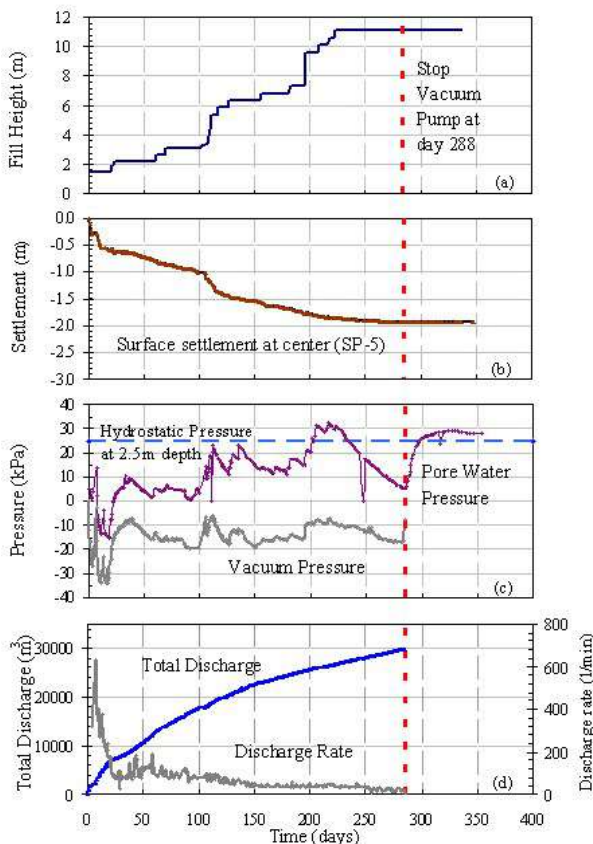 12
10
8
6
4
2
0
Fill Height (m)
Stop
Vacuum
Pump at
day 288
(a)
0.0
-0.5
-1.0
-1.5
-2.0
-2.5
-3.0
Settlement (m)
Surface settlement at center (SP-5)
(b)
40
30
20
10
0
-10
-20
-30
-40
Pressure (kPa)
Hydrostatic Pressure
at 2.5m depth
Pore Water
Pressure
Vacuum Pressure
(c)
30000
20000
10000
0
Total Discharge (m³)
Total Discharge
Discharge Rate
(d)
800
600
400
200
0
Discharge rate (1/min)
0 50 100 150 200 250 300 350 400
Time (days)